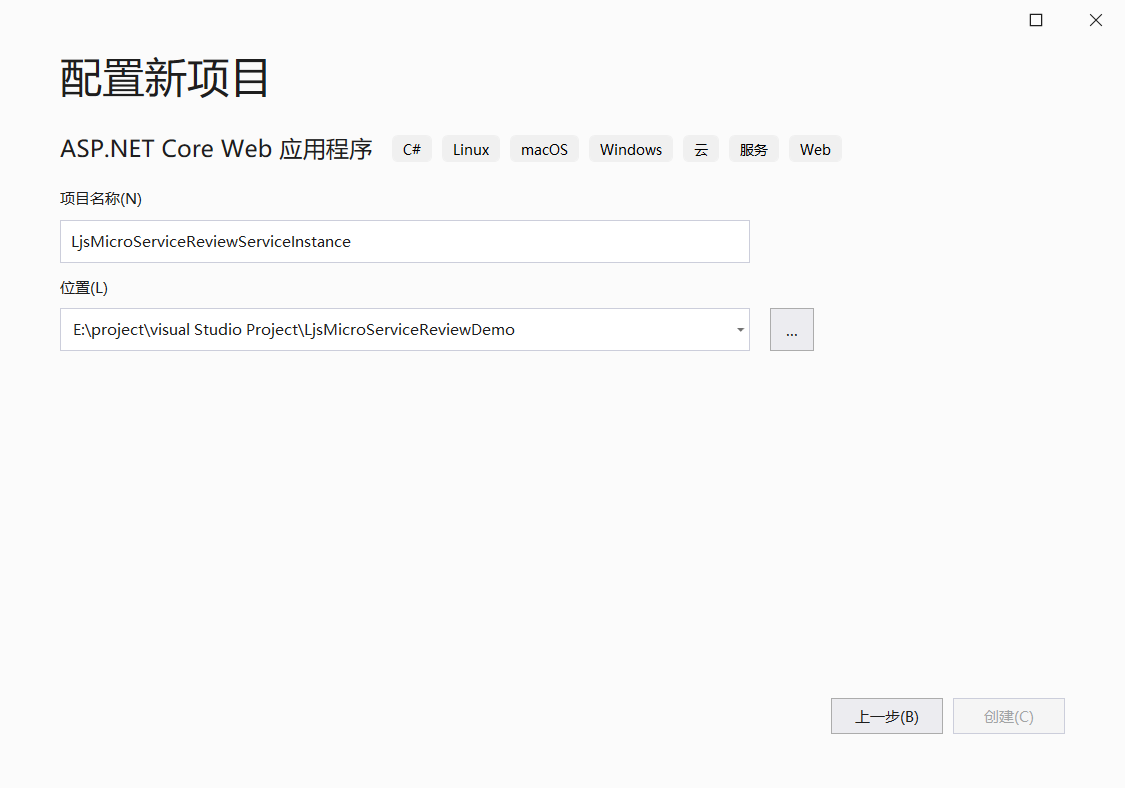 配置新项目
ASP.NET Core Web 应用程序 C# Linux macOS Windows 云 服务 Web
项目名称(N)
LjsMicroServiceReviewServiceInstance
位置(L)
E:\project\visual Studio Project\LjsMicroServiceReviewDemo ...
上一步(B) 创建(C)